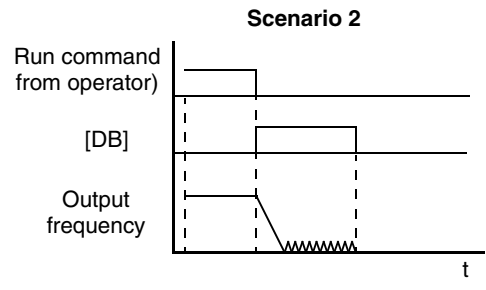 Scenario 2
Run command
from operator)
[DB]
Output
frequency
t